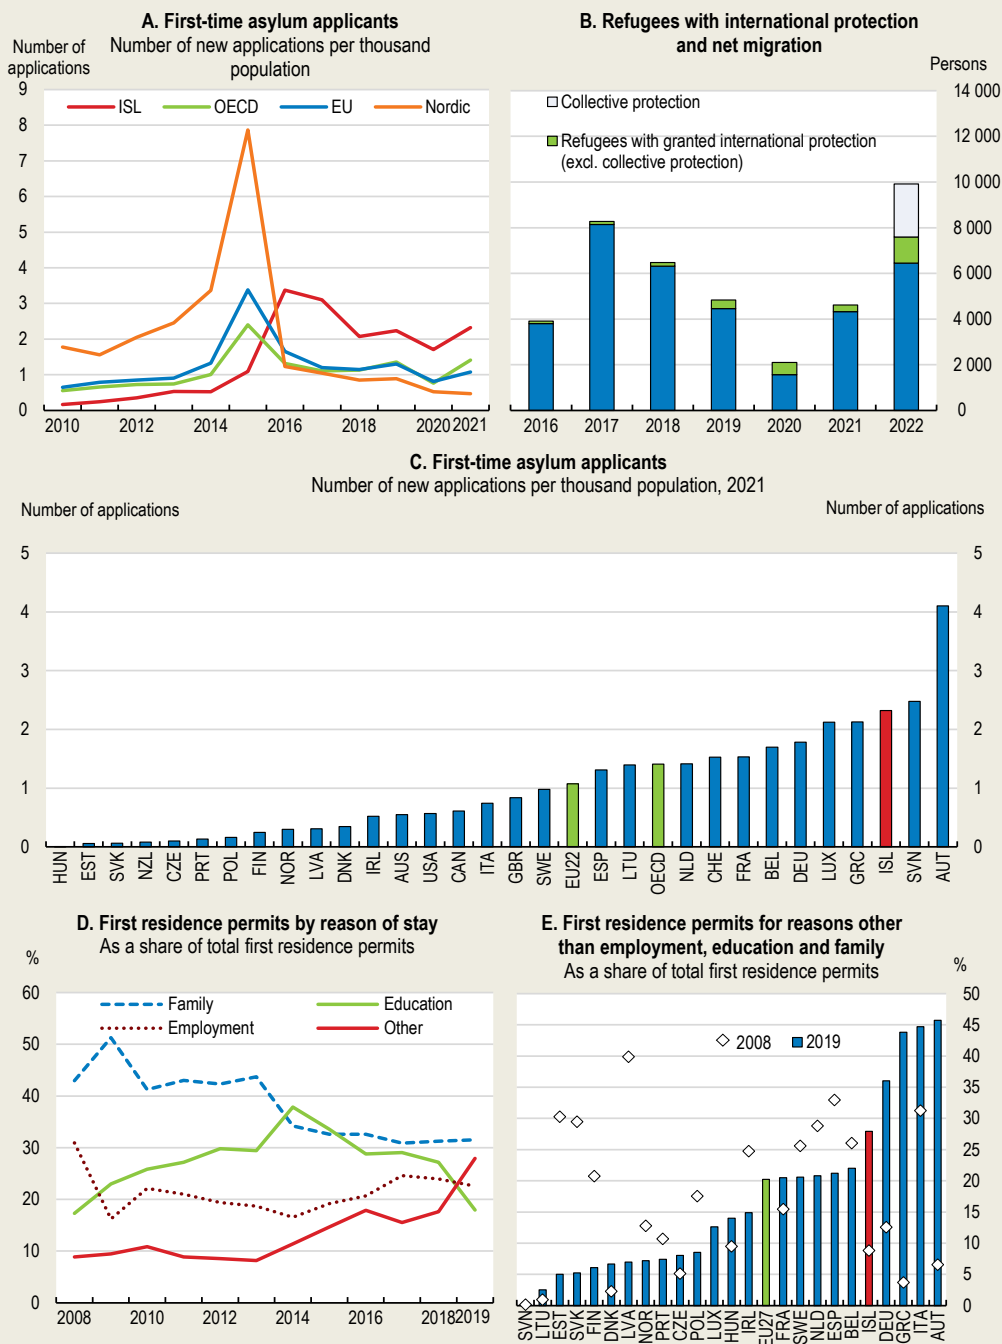 A. First-time asylum applicants
Number of new applications per thousand
population
Number of
applications
9
8
7
6
5
4
3
2
1
0
ISL OECD EU Nordic
2010 2012 2014 2016 2018 2020 2021
B. Refugees with international protection
and net migration
Persons
14 000
12 000
10 000
8 000
6 000
4 000
2 000
0
Collective protection
Refugees with granted international protection
(excl. collective protection)
2016 2017 2018 2019 2020 2021 2022
C. First-time asylum applicants
Number of new applications per thousand population, 2021
Number of applications
Number of applications
5
4
3
2
1
0
5
4
3
2
1
0
HUN EST SVK NZL CZE PRT POL FIN NOR LVA DNK IRL AUS USA CAN ITA GBR SWE EU22 ESP LTU OECD NLD CHE FRA BEL DEU LUX GRC ISL SVN AUT
D. First residence permits by reason of stay
As a share of total first residence permits
%
60
50
40
30
20
10
0
Family Education
Employment Other
2008 2010 2012 2014 2016 2018 2019
E. First residence permits for reasons other
than employment, education and family
As a share of total first residence permits
%
50
45
40
35
30
25
20
15
10
5
0
2008 2019
SVN LTU EST SVK FIN DNK LVA NOR PRT CZE POL LUX HUN IRL EU27 FRA SWE NLD ESP BEL ISL DEU GRC ITA AUT